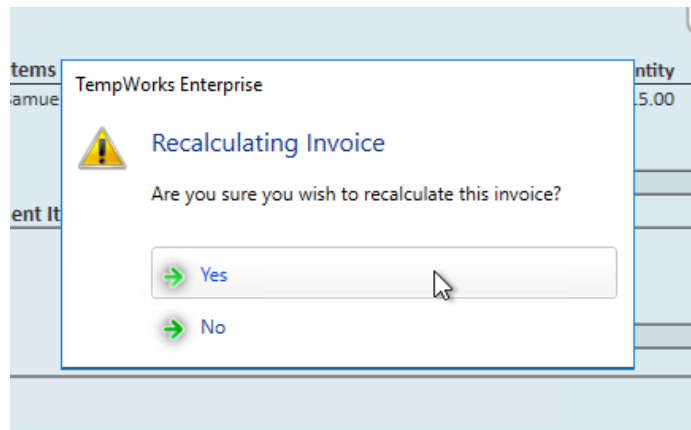 TempWorks Enterprise
Recalculating Invoice
Are you sure you wish to recalculate this invoice?
Yes
No
tems
ntity
amue
5.00
ent It